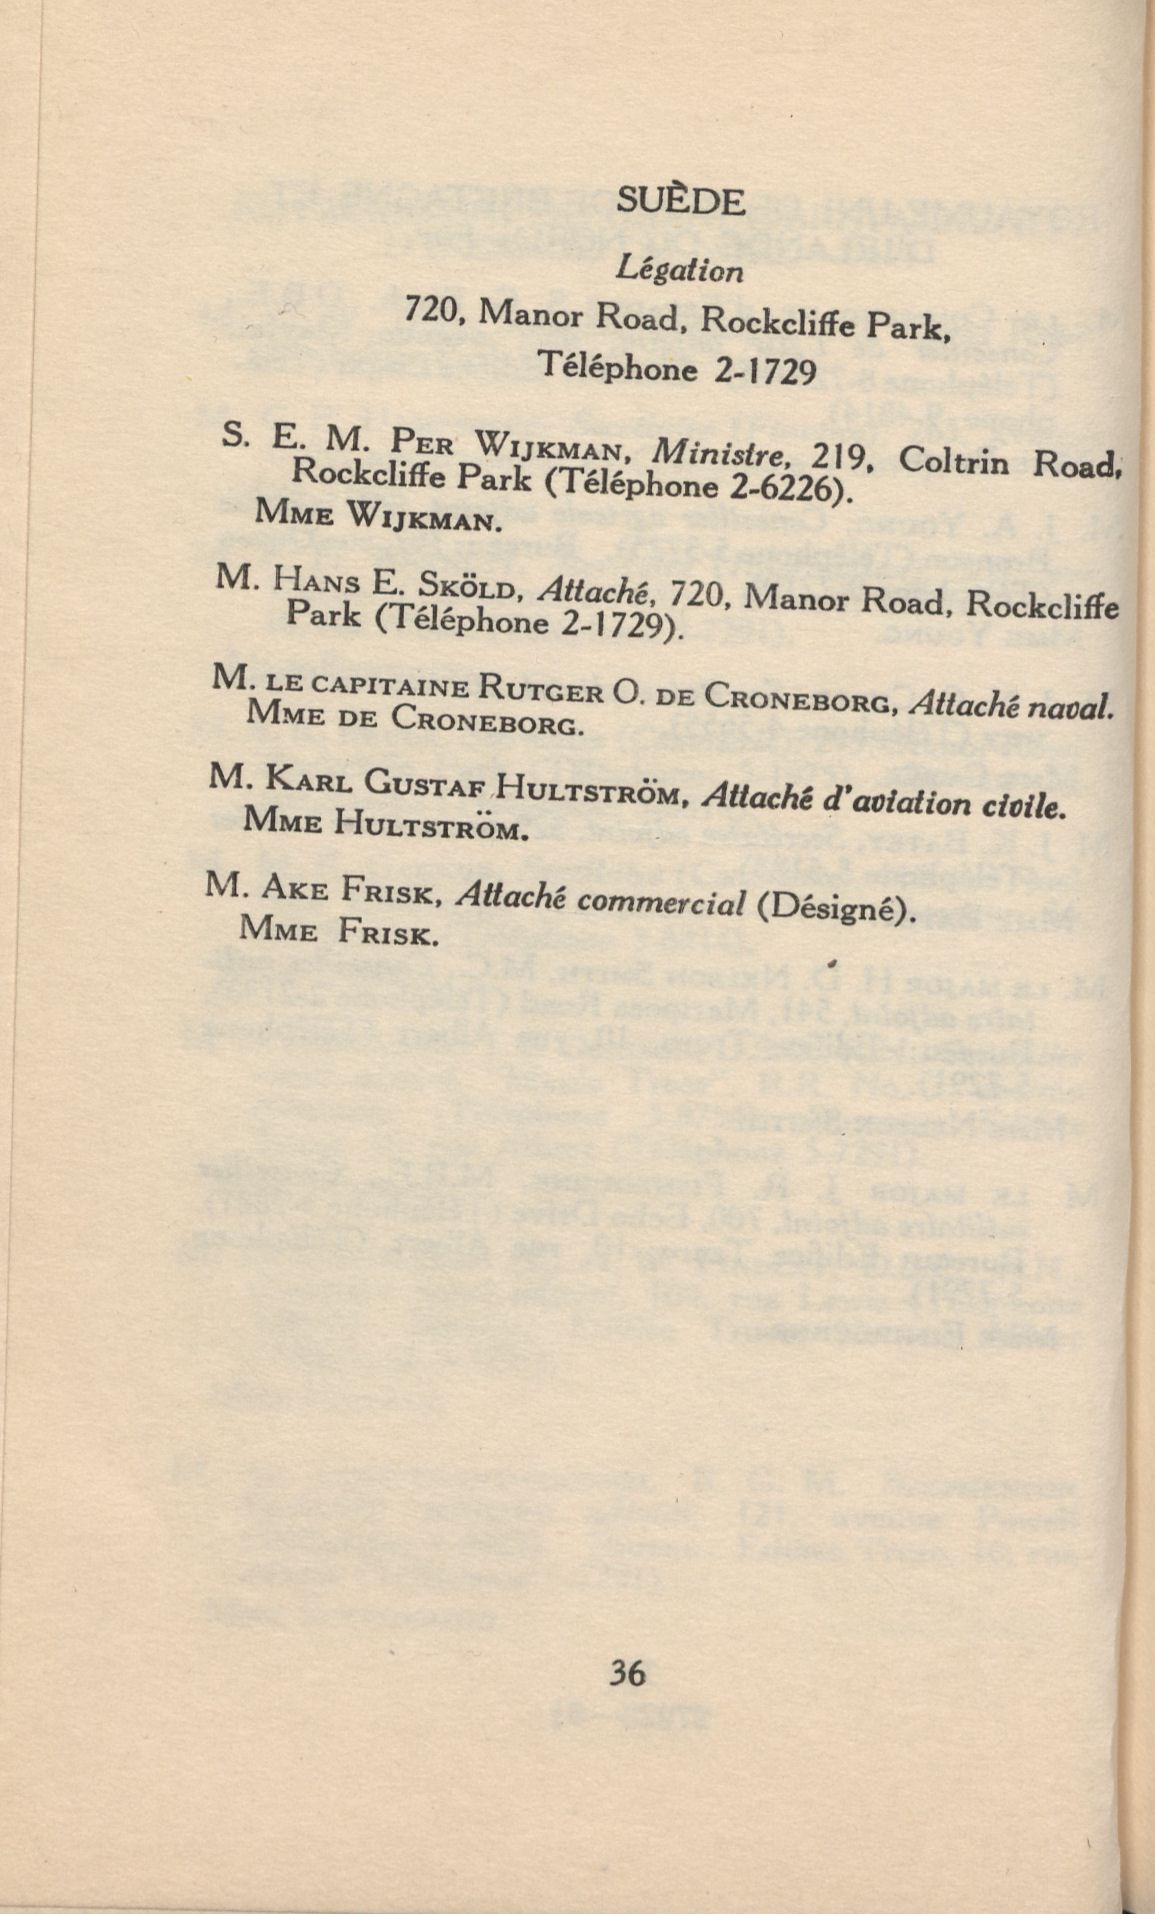 SUÈDE
Légation
720, Manor Road, Rockcliffe Park,
Téléphone 2-1729
S. E. M. PER WIJKMAN, Ministre, 219, Coltrin Road,
Rockcliffe Park (Téléphone 2-6226).
MME WIJKMAN.
M. HANS E. SKÖLD, Attaché, 720, Manor Road, Rockcliffe
Park (Téléphone 2-1729).
M. LE CAPITAINE RUTGER O. DE CRONEBORG, Attaché naval.
MME DE CRONEBORG.
M. KARL GUSTAF HULTSTRÖM, Attaché d'aviation civile.
MME HULTSTRÖM.
M. AKE FRISK, Attaché commercial (Désigné).
MME FRISK.
36